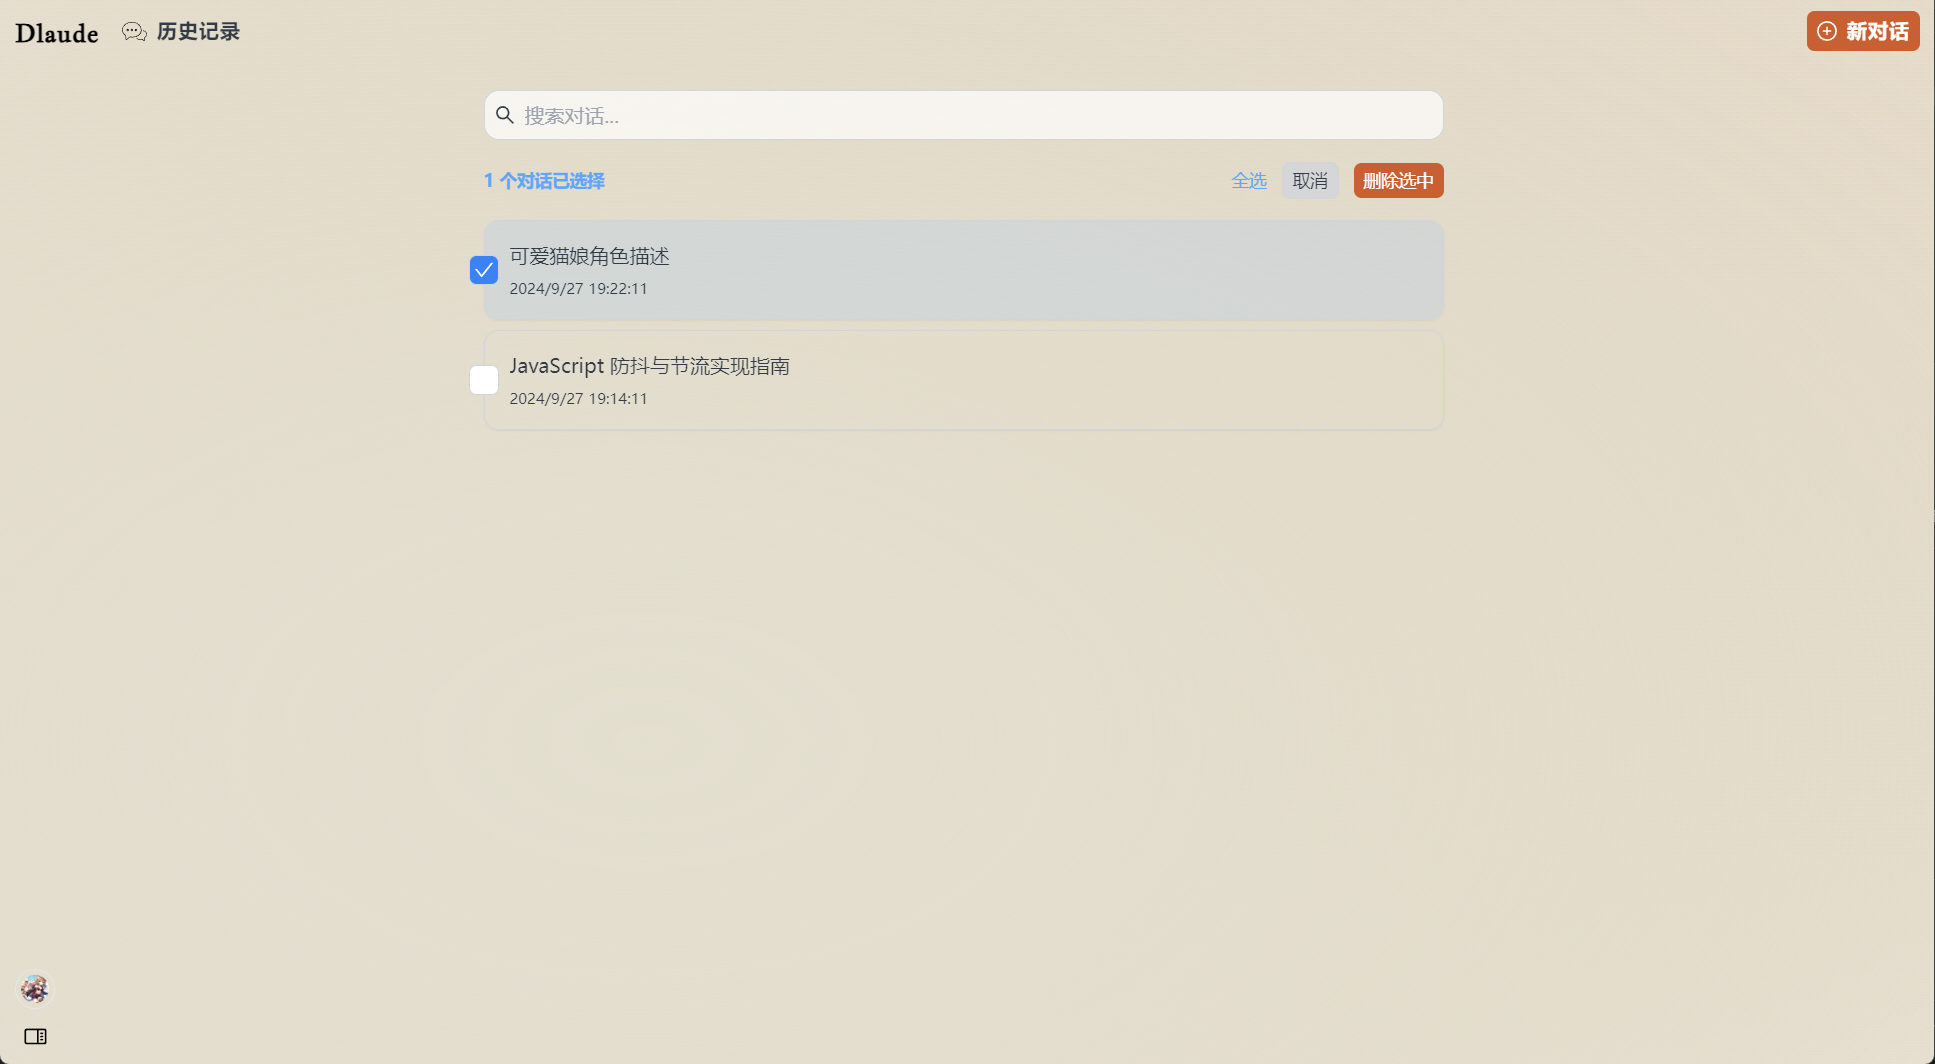 Dlaude 历史记录 新对话
搜索对话...
1 个对话已选择 全选 取消 删除选中
可爱猫娘角色描述
2024/9/27 19:22:11
JavaScript 防抖与节流实现指南
2024/9/27 19:14:11